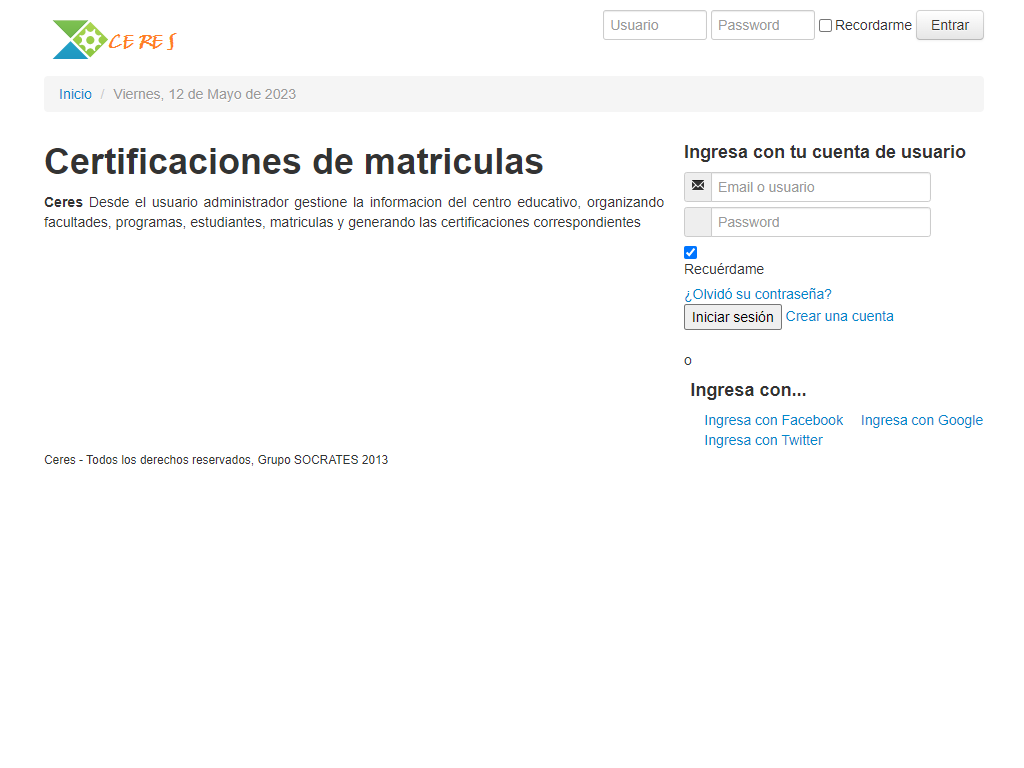 CERES
Usuario Password Recordarme Entrar
Inicio / Viernes, 12 de Mayo de 2023
Certificaciones de matriculas
Ceres Desde el usuario administrador gestione la informacion del centro educativo, organizando
facultades, programas, estudiantes, matriculas y generando las certificaciones correspondientes
Ingresa con tu cuenta de usuario
Email o usuario
Password
Recuérdame
¿Olvidó su contraseña?
Iniciar sesión Crear una cuenta
o
Ingresa con...
Ingresa con Facebook Ingresa con Google
Ingresa con Twitter
Ceres - Todos los derechos reservados, Grupo SOCRATES 2013